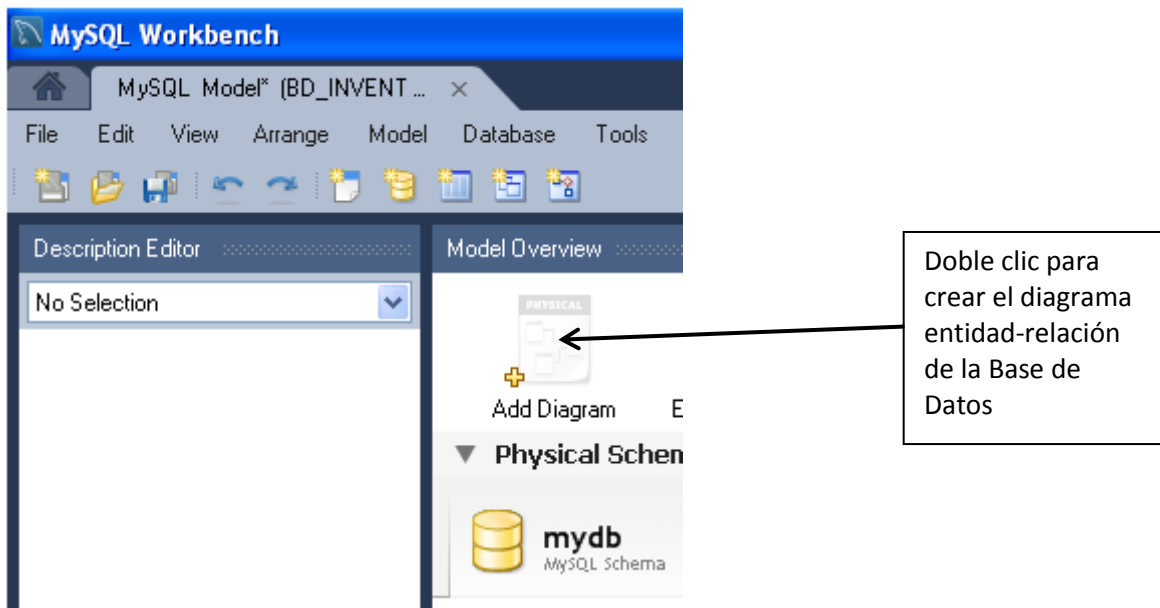 MySQL Workbench
MySQL Model* (BD_INVENT ...
File Edit View Arrange Model Database Tools
Description Editor
Model Overview
No Selection
PHYSICAL
Add Diagram
E
Physical Schem
mydb
MySQL Schema
Doble clic para
crear el diagrama
entidad-relación
de la Base de
Datos